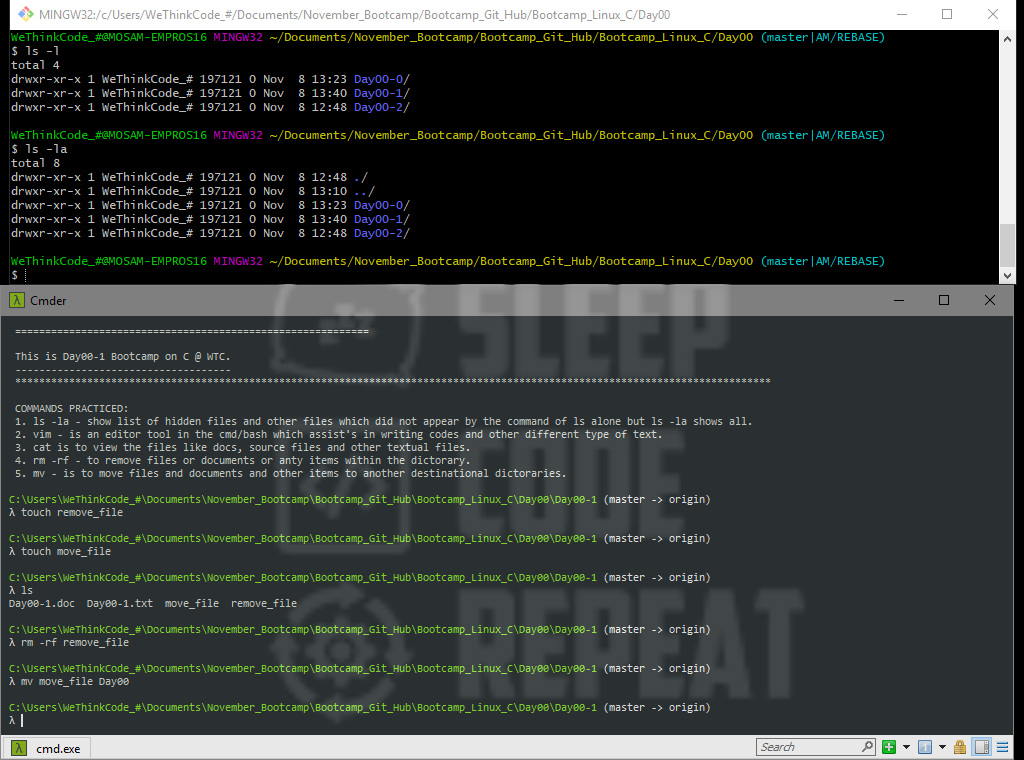 MINGW32:/c/Users/WeThinkCode_#/Documents/November_Bootcamp/Bootcamp_Git_Hub/Bootcamp_Linux_C/Day00
WeThinkCode_#@MOSAM-EMPROS16 MINGW32 ~/Documents/November_Bootcamp/Bootcamp_Git_Hub/Bootcamp_Linux_C/Day00 (master|AM/REBASE)
$ ls -l
total 4
drwxr-xr-x 1 WeThinkCode_# 197121 0 Nov  8 13:23 Day00-0/
drwxr-xr-x 1 WeThinkCode_# 197121 0 Nov  8 13:40 Day00-1/
drwxr-xr-x 1 WeThinkCode_# 197121 0 Nov  8 12:48 Day00-2/
WeThinkCode_#@MOSAM-EMPROS16 MINGW32 ~/Documents/November_Bootcamp/Bootcamp_Git_Hub/Bootcamp_Linux_C/Day00 (master|AM/REBASE)
$ ls -la
total 8
drwxr-xr-x 1 WeThinkCode_# 197121 0 Nov  8 12:48 ./
drwxr-xr-x 1 WeThinkCode_# 197121 0 Nov  8 13:10 ../
drwxr-xr-x 1 WeThinkCode_# 197121 0 Nov  8 13:23 Day00-0/
drwxr-xr-x 1 WeThinkCode_# 197121 0 Nov  8 13:40 Day00-1/
drwxr-xr-x 1 WeThinkCode_# 197121 0 Nov  8 12:48 Day00-2/
WeThinkCode_#@MOSAM-EMPROS16 MINGW32 ~/Documents/November_Bootcamp/Bootcamp_Git_Hub/Bootcamp_Linux_C/Day00 (master|AM/REBASE)
$
λ Cmder
zZz SLEEP
===========================================================
This is Day00-1 Bootcamp on C @ WTC.
------------------------------------
******************************************************************************************************************************
COMMANDS PRACTICED:
1. ls -la - show list of hidden files and other files which did not appear by the command of ls alone but ls -la shows all.
2. vim - is an editor tool in the cmd/bash which assist's in writing codes and other different type of text.
3. cat is to view the files like docs, source files and other textual files.
4. rm -rf - to remove files or documents or anty items within the dictorary.
5. mv - is to move files and documents and other items to another destinational dictoraries.
CODE
C:\Users\WeThinkCode_#\Documents\November_Bootcamp\Bootcamp_Git_Hub\Bootcamp_Linux_C\Day00\Day00-1 (master -> origin)
λ touch remove_file
C:\Users\WeThinkCode_#\Documents\November_Bootcamp\Bootcamp_Git_Hub\Bootcamp_Linux_C\Day00\Day00-1 (master -> origin)
λ touch move_file
C:\Users\WeThinkCode_#\Documents\November_Bootcamp\Bootcamp_Git_Hub\Bootcamp_Linux_C\Day00\Day00-1 (master -> origin)
λ ls
Day00-1.doc  Day00-1.txt  move_file  remove_file
REPEAT
C:\Users\WeThinkCode_#\Documents\November_Bootcamp\Bootcamp_Git_Hub\Bootcamp_Linux_C\Day00\Day00-1 (master -> origin)
λ rm -rf remove_file
C:\Users\WeThinkCode_#\Documents\November_Bootcamp\Bootcamp_Git_Hub\Bootcamp_Linux_C\Day00\Day00-1 (master -> origin)
λ mv move_file Day00
C:\Users\WeThinkCode_#\Documents\November_Bootcamp\Bootcamp_Git_Hub\Bootcamp_Linux_C\Day00\Day00-1 (master -> origin)
λ
λ cmd.exe
Search